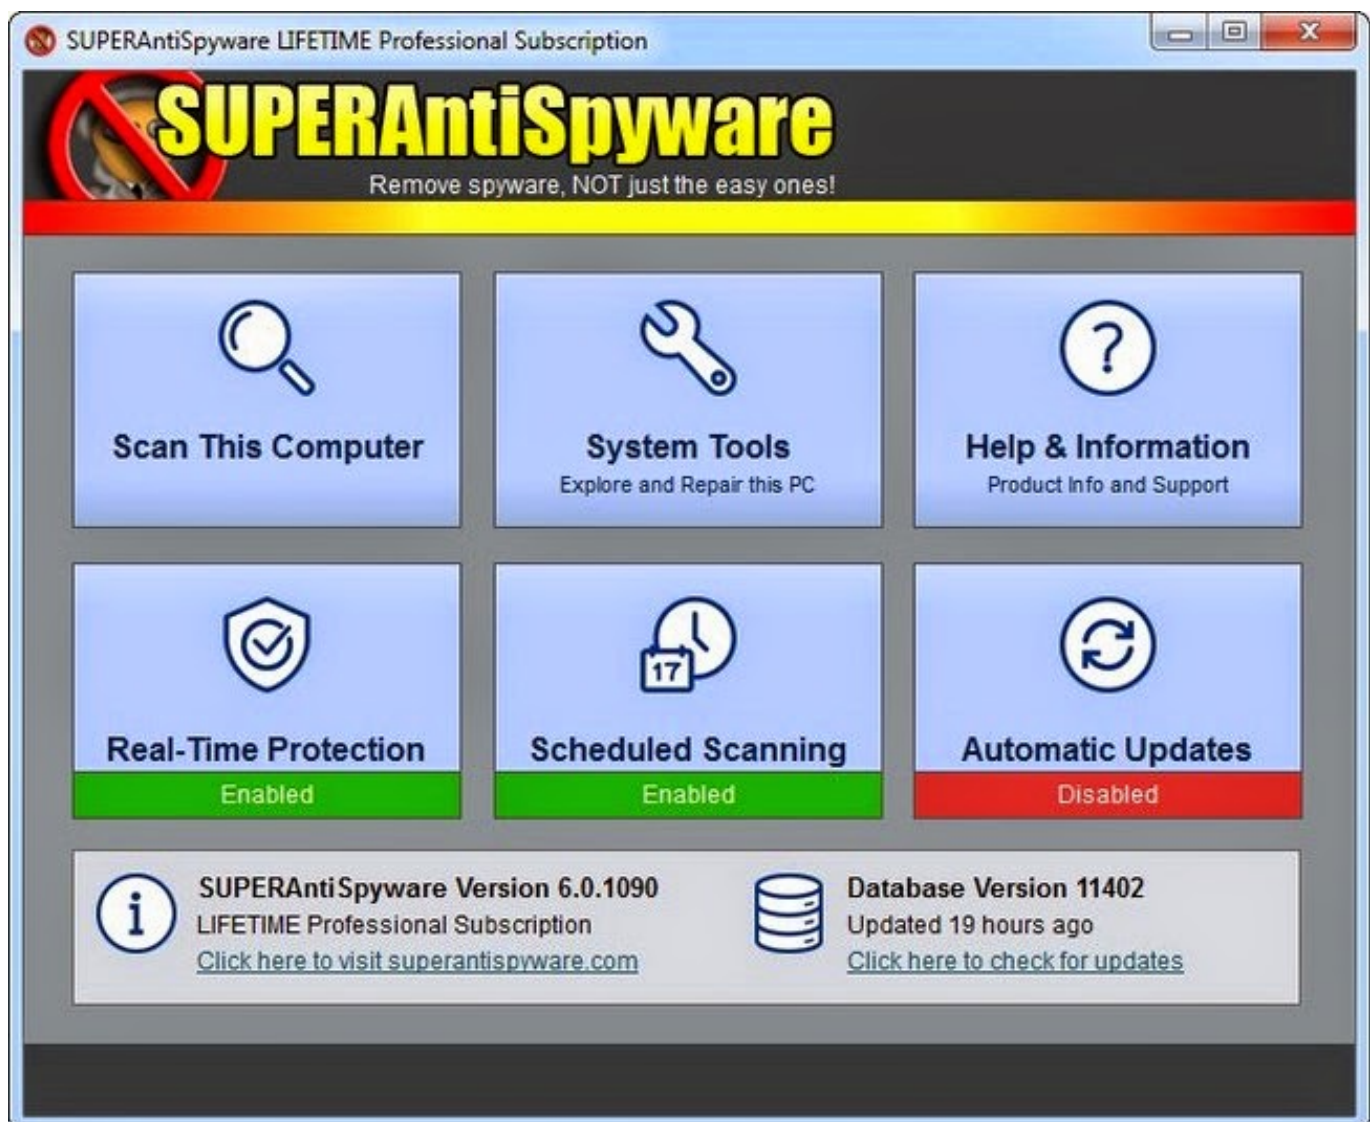 SUPERAntiSpyware LIFETIME Professional Subscription
SUPERAntiSpyware
Remove spyware, NOT just the easy ones!
Scan This Computer
System Tools
Explore and Repair this PC
Help & Information
Product Info and Support
Real-Time Protection
Enabled
17
Scheduled Scanning
Enabled
Automatic Updates
Disabled
SUPERAntiSpyware Version 6.0.1090
LIFETIME Professional Subscription
Click here to visit superantispyware.com
Database Version 11402
Updated 19 hours ago
Click here to check for updates